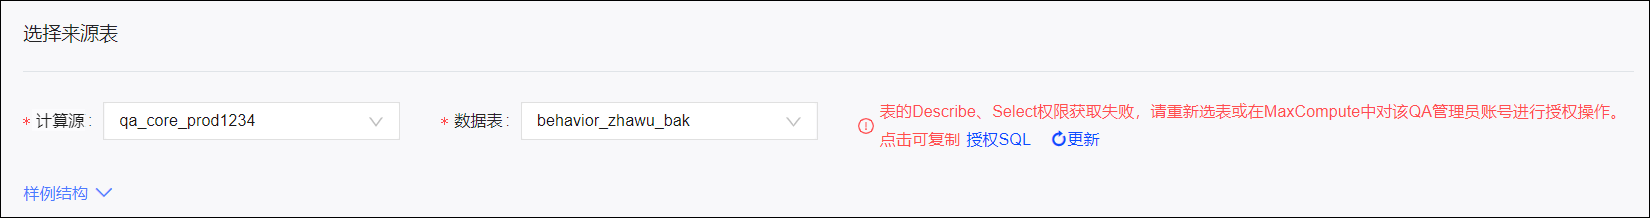 选择来源表
* 计算源: qa_core_prod1234 * 数据表: behavior_zhawu_bak 表的Describe、Select权限获取失败，请重新选表或在MaxCompute中对该QA管理员账号进行授权操作。
点击可复制 授权SQL 更新
样例结构